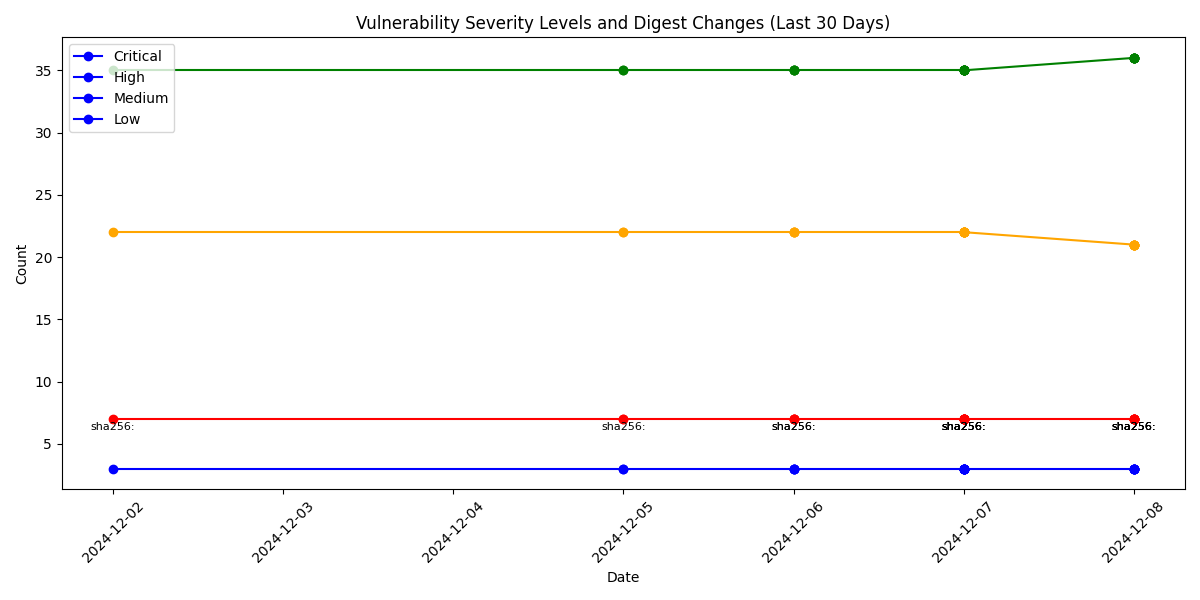 Vulnerability Severity Levels and Digest Changes (Last 30 Days)
Critical
High
Medium
Low
35
30
25
20
15
10
5
Count
sha256:
sha256:
sha256:
sha256:
sha256:
2024-12-02
2024-12-03
2024-12-04
2024-12-05
2024-12-06
2024-12-07
2024-12-08
Date